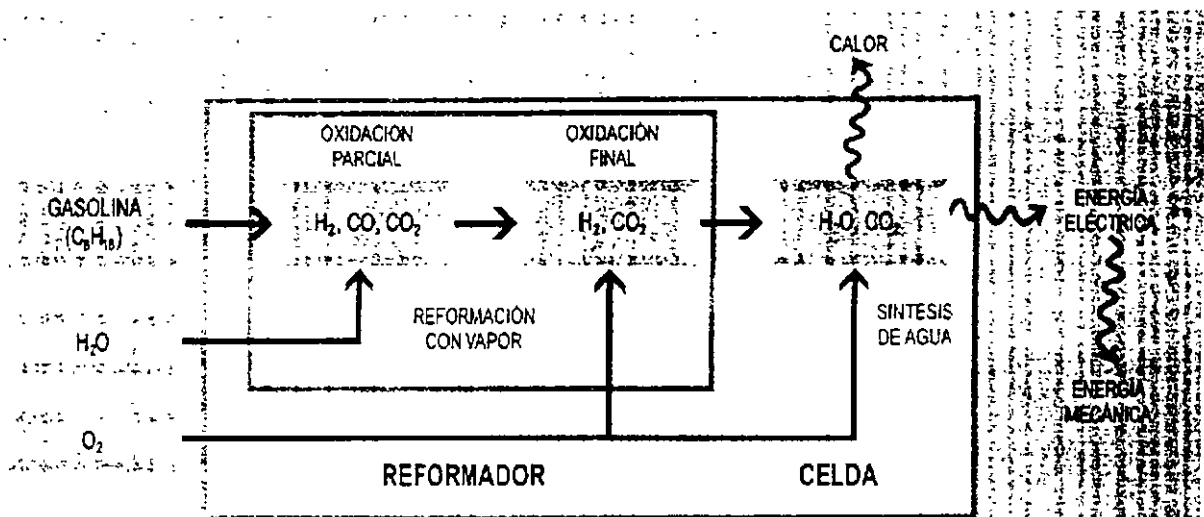 CALOR
OXIDACION
PARCIAL
OXIDACIÓN
FINAL
GASOLINA
(C₈H₁₈)
H₂, CO, CO₂
H₂, CO₂
H₂O, CO₂
ENERGÍA
ELÉCTRICA
REFORMACIÓN
CON VAPOR
SINTESIS
DE AGUA
H₂O
ENERGÍA
MECÁNICA
O₂
REFORMADOR
CELDA